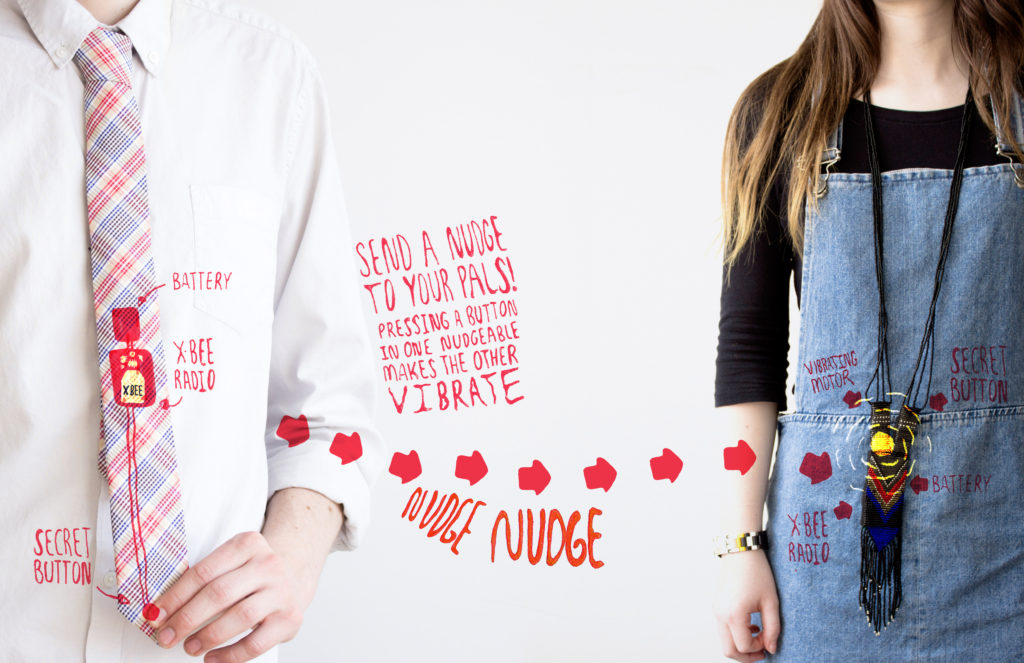 BATTERY
X·BEE
RADIO
X BEE
SECRET
BUTTON
SEND A NUDGE
TO YOUR PALS!
PRESSING A BUTTON
IN ONE NUDGEABLE
MAKES THE OTHER
VIBRATE
NUDGE NUDGE
VIBRATING
MOTOR
SECRET
BUTTON
BATTERY
X·BEE
RADIO